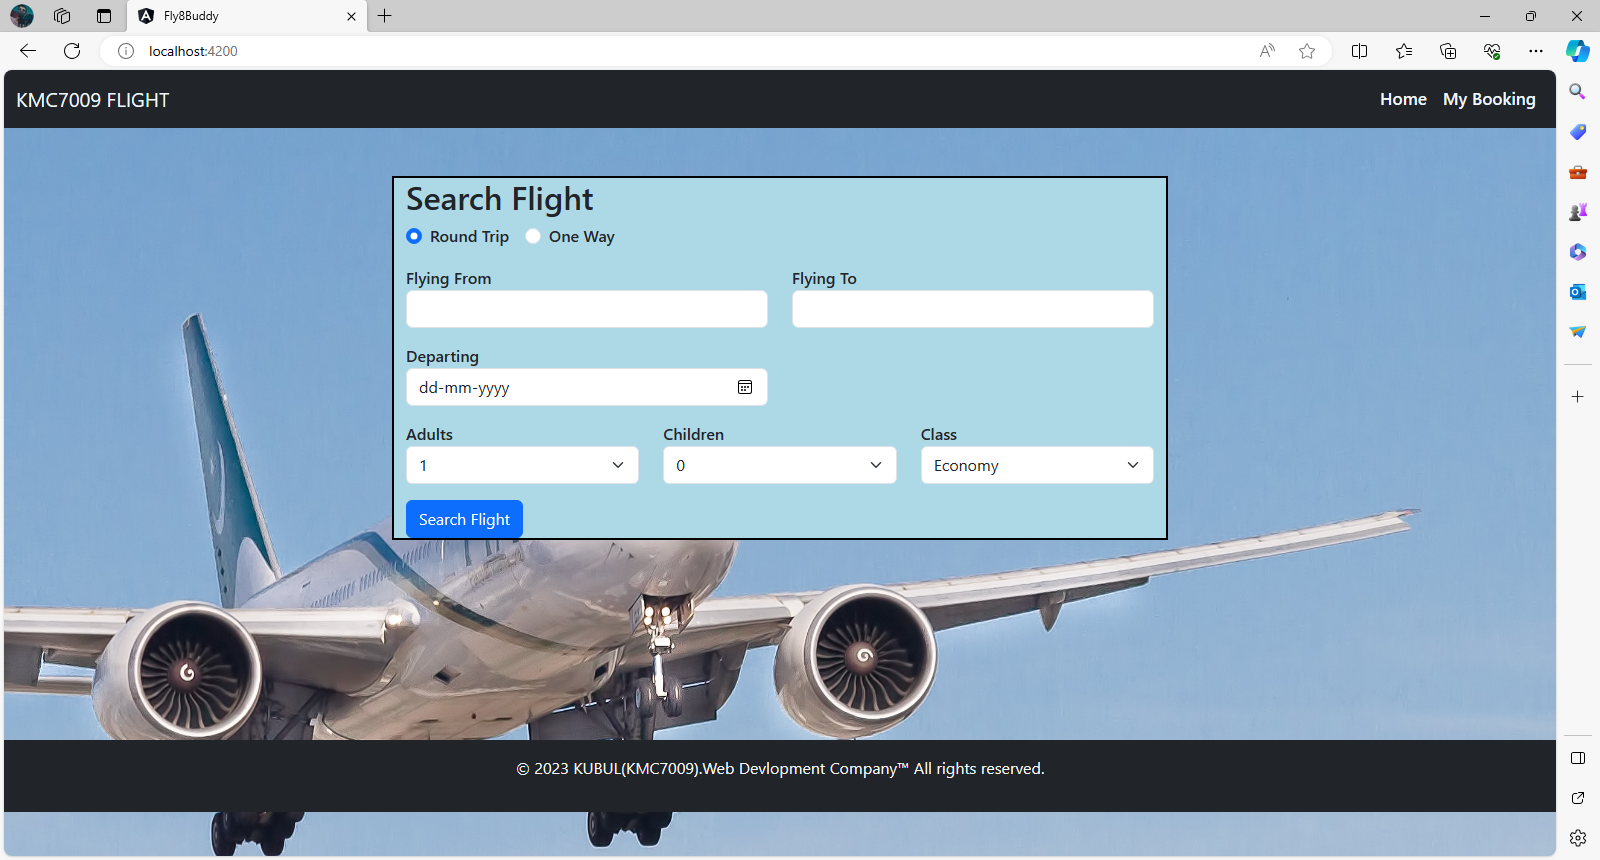 Fly8Buddy
localhost:4200
KMC7009 FLIGHT
Home My Booking
Search Flight
Round Trip One Way
Flying From Flying To
Departing
dd-mm-yyyy
Adults Children Class
1 0 Economy
Search Flight
© 2023 KUBUL(KMC7009).Web Devlopment Company™ All rights reserved.